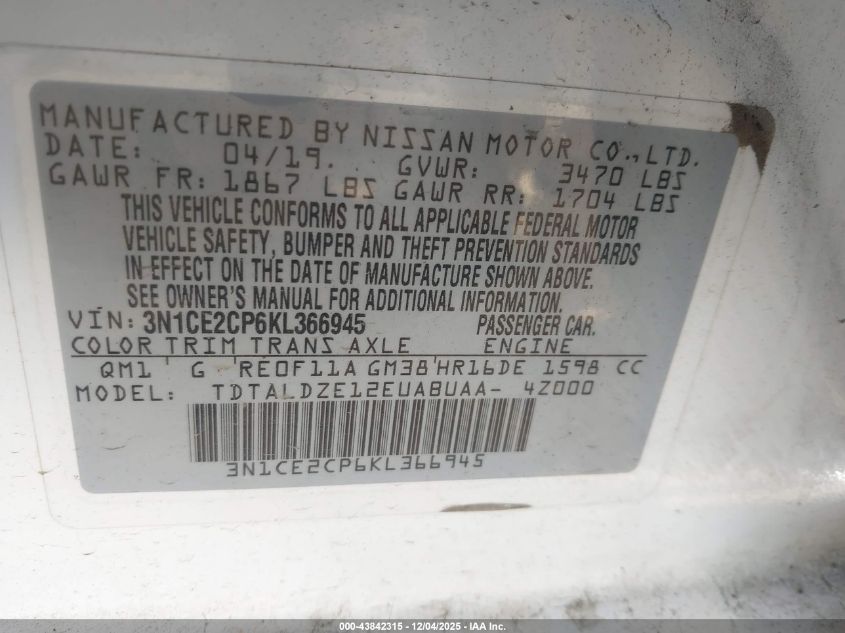 MANUFACTURED BY NISSAN MOTOR CO., LTD.
DATE: 04/19. GVWR: 3470 LBS
GAWR FR: 1867 LBS GAWR RR: 1704 LBS
THIS VEHICLE CONFORMS TO ALL APPLICABLE FEDERAL MOTOR
VEHICLE SAFETY, BUMPER AND THEFT PREVENTION STANDARDS
IN EFFECT ON THE DATE OF MANUFACTURE SHOWN ABOVE.
SEE OWNER'S MANUAL FOR ADDITIONAL INFORMATION.
VIN: 3N1CE2CP6KL366945 PASSENGER CAR.
COLOR TRIM TRANS AXLE ENGINE
QM1 ' G 'RE0F11A GM38'HR16DE 1598 CC
MODEL: TDTALDZE12EUABUAA- 4Z000
3N1CE2CP6KL366945
000-43842315 - 12/04/2025 - IAA Inc.